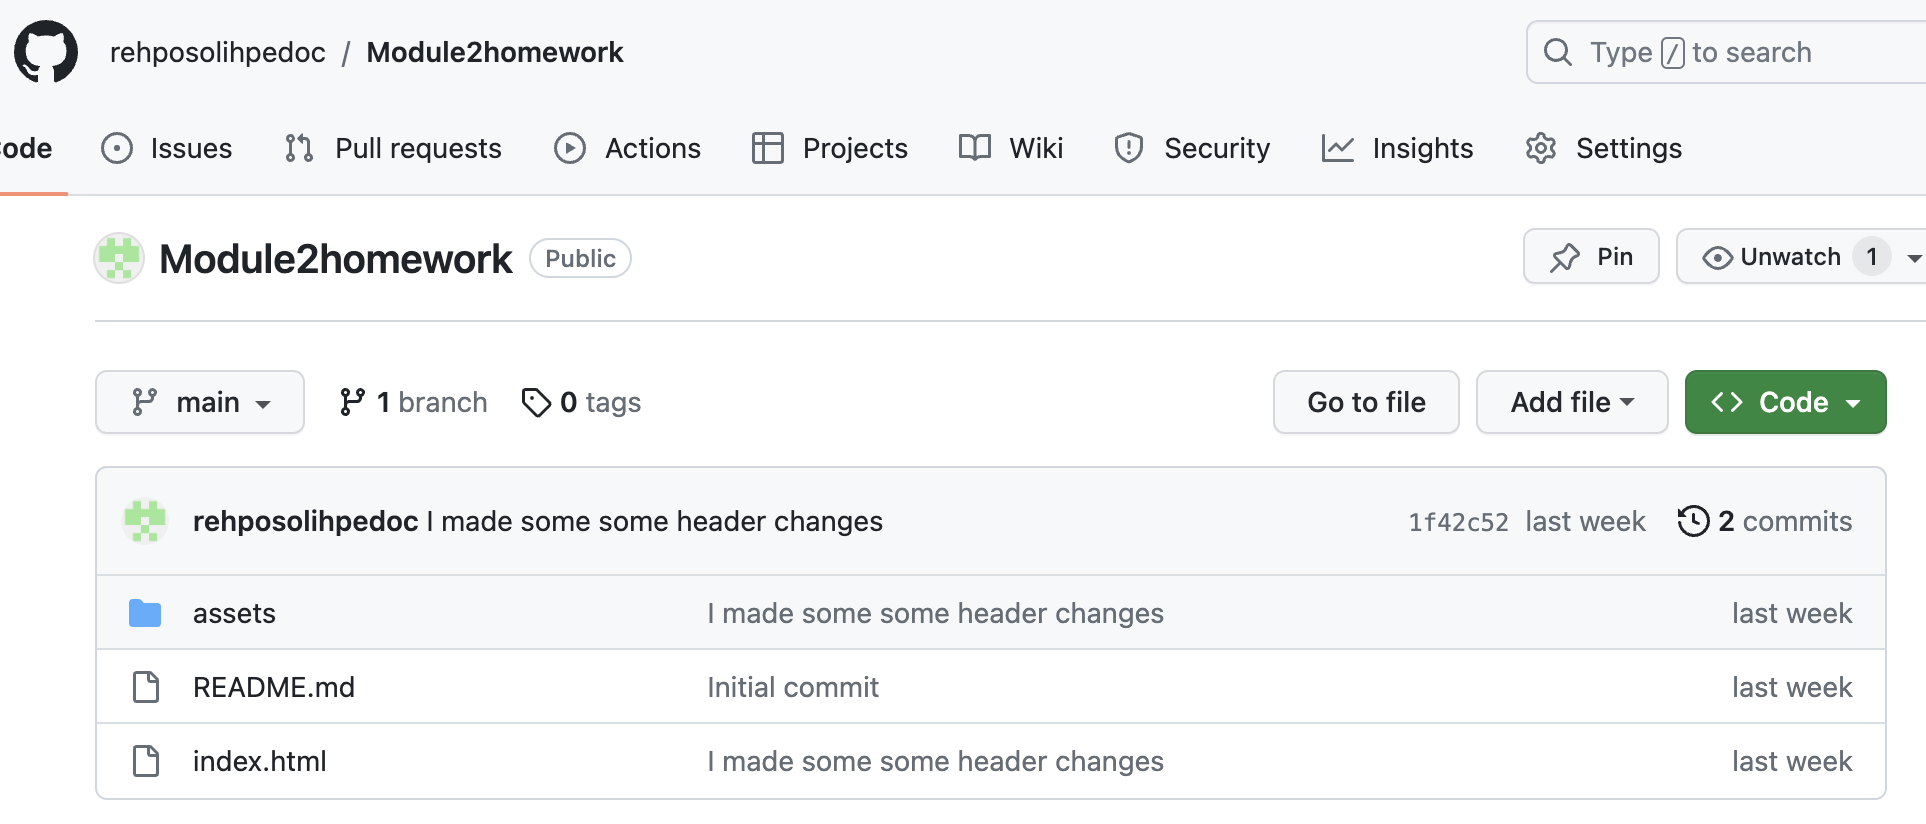 rehposolihpedoc / Module2homework
Type / to search
ode Issues Pull requests Actions Projects Wiki Security Insights Settings
Module2homework Public
Pin Unwatch 1
main 1 branch 0 tags
Go to file Add file Code
rehposolihpedoc I made some some header changes 1f42c52 last week 2 commits
assets I made some some header changes last week
README.md Initial commit last week
index.html I made some some header changes last week